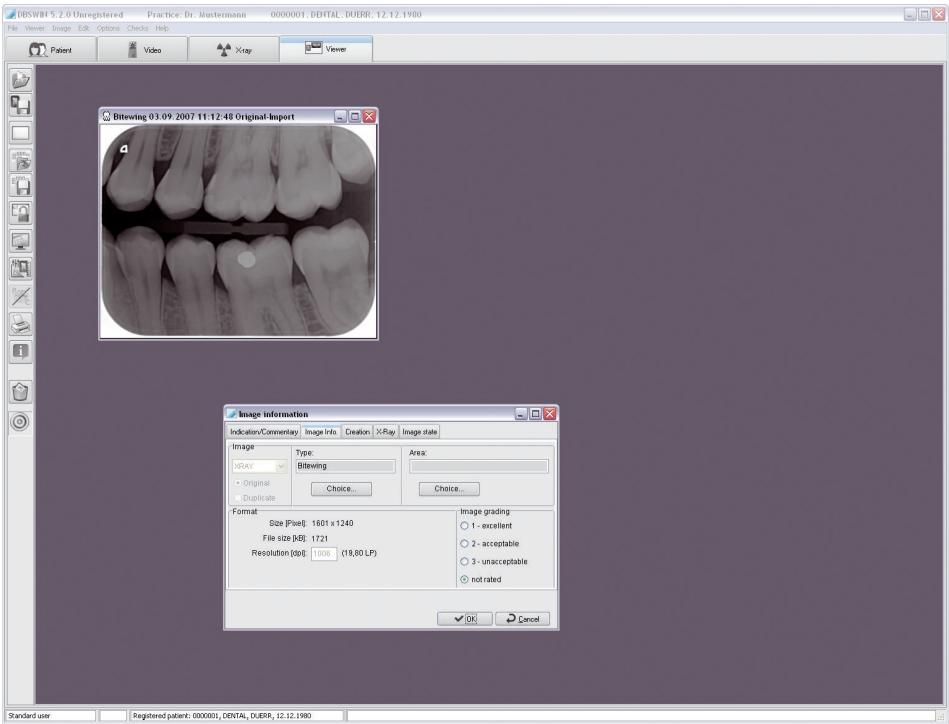 DBSWIN 5.2.0 Unregistered Practice: Dr. Mustermann 0000001, DENTAL, DUERR, 12.12.1980
File Viewer Image Edit Options Checks Help
Patient Video X-ray Viewer
Bitewing 03.09.2007 11:12:48 Original-Import
a
Image information
Indication/Commentary Image Info. Creation X-Ray Image state
Image Type: Area:
XRAY Bitewing
Original
Choice... Choice...
Duplicate
Format Image grading
Size [Pixel]: 1601 x 1240 1 - excellent
File size [kB]: 1721 2 - acceptable
Resolution [dpi]: 1006 (19,80 LP) 3 - unacceptable
not rated
OK Cancel
Standard user Registered patient: 0000001, DENTAL, DUERR, 12.12.1980